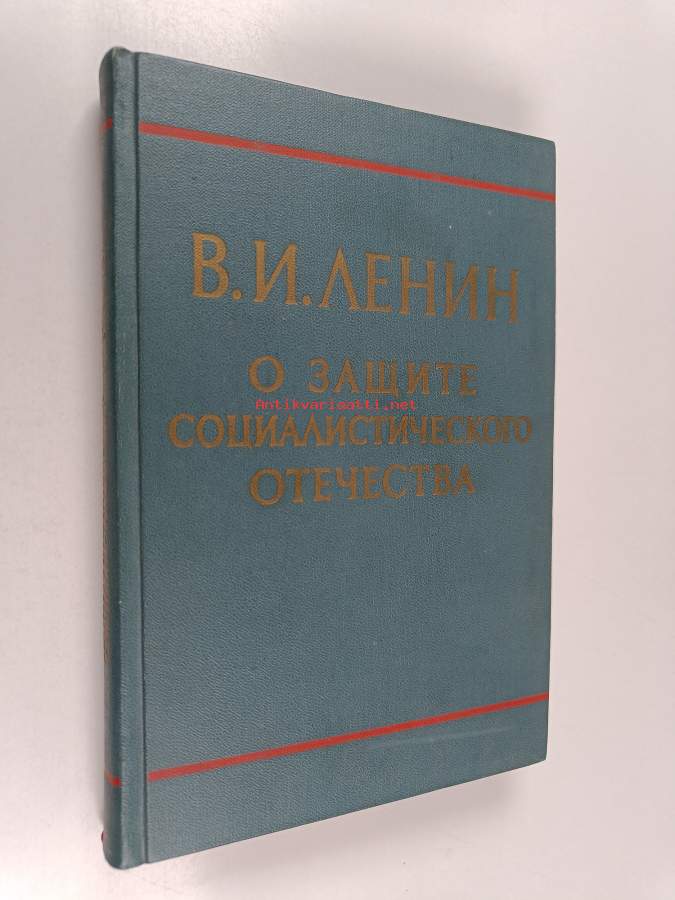 В. И. ЛЕНИН
О ЗАЩИТЕ
Antikvariaatti.net
СОЦИАЛИСТИЧЕСКОГО
ОТЕЧЕСТВА